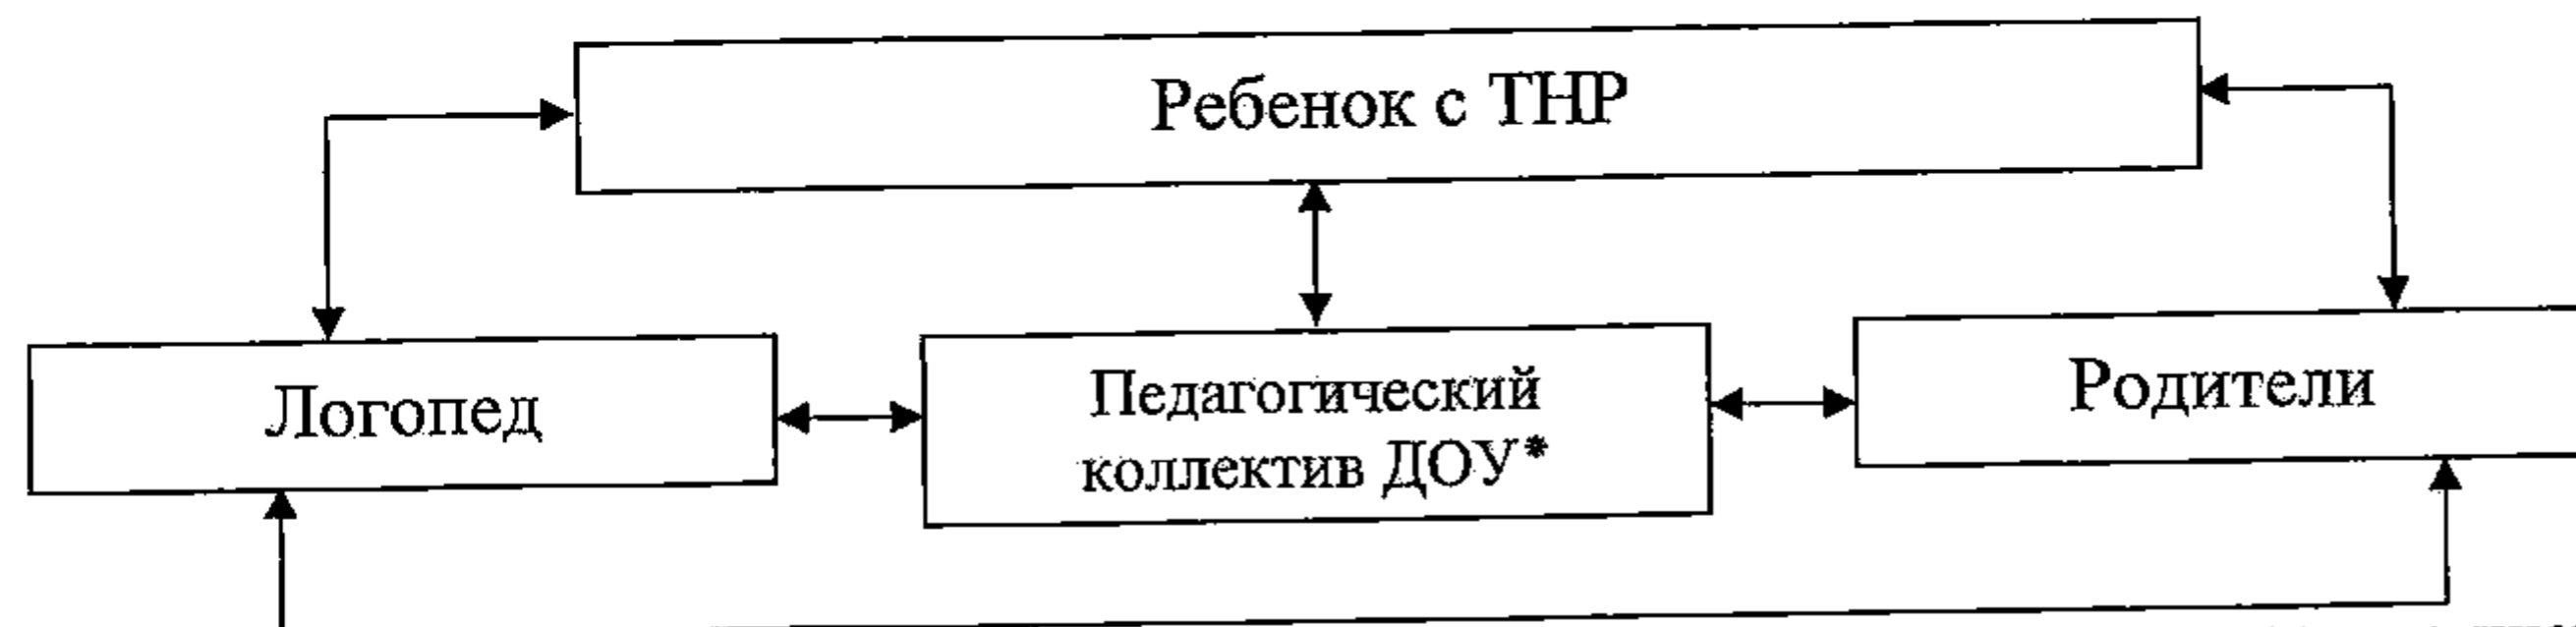 Ребенок с ТНР
Логопед
Педагогический
коллектив ДОУ*
Родители